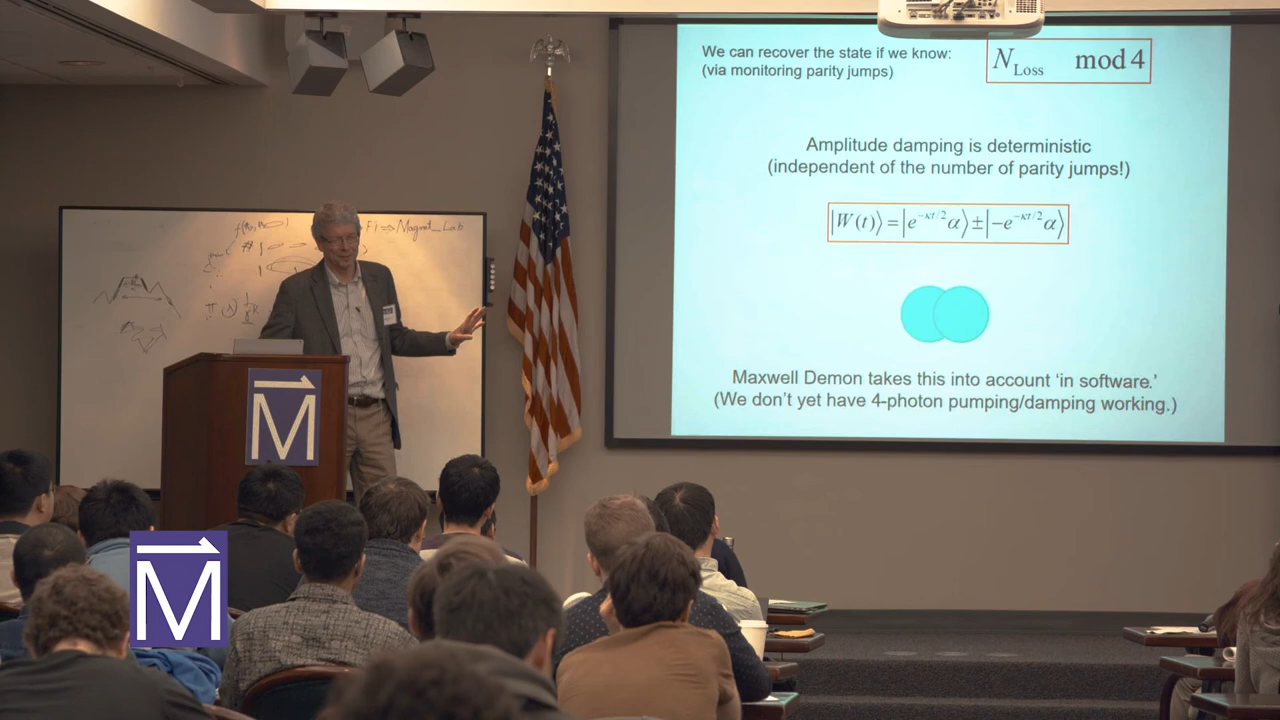 We can recover the state if we know:
(via monitoring parity jumps)
N_Loss mod 4
Amplitude damping is deterministic
(independent of the number of parity jumps!)
|W(t)⟩ = |e^{-κt/2}α⟩ ± |-e^{-κt/2}α⟩
Maxwell Demon takes this into account 'in software.'
(We don't yet have 4-photon pumping/damping working.)
M
M